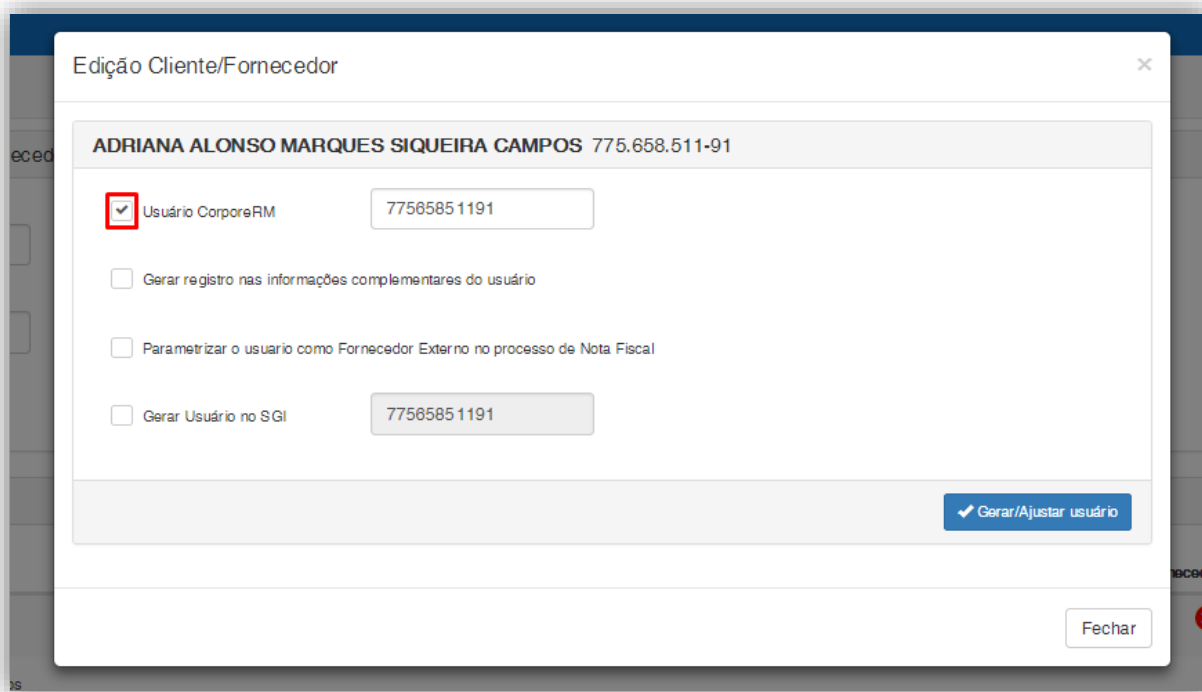 Edição Cliente/Fornecedor ×
ADRIANA ALONSO MARQUES SIQUEIRA CAMPOS 775.658.511-91
Usuário CorporeRM 77565851191
Gerar registro nas informações complementares do usuário
Parametrizar o usuario como Fornecedor Externo no processo de Nota Fiscal
Gerar Usuário no SGI 77565851191
Gerar/Ajustar usuário
Fechar